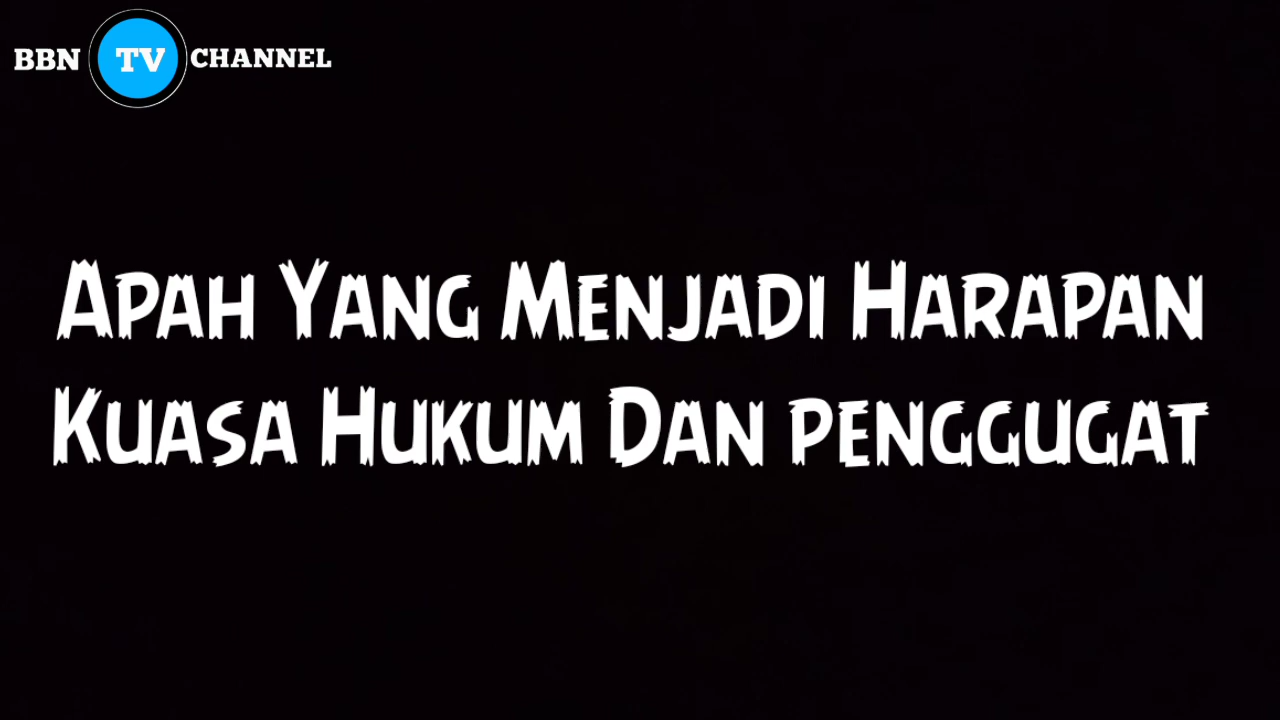 BBN TV CHANNEL
Apah Yang Menjadi Harapan
Kuasa Hukum Dan penggugat